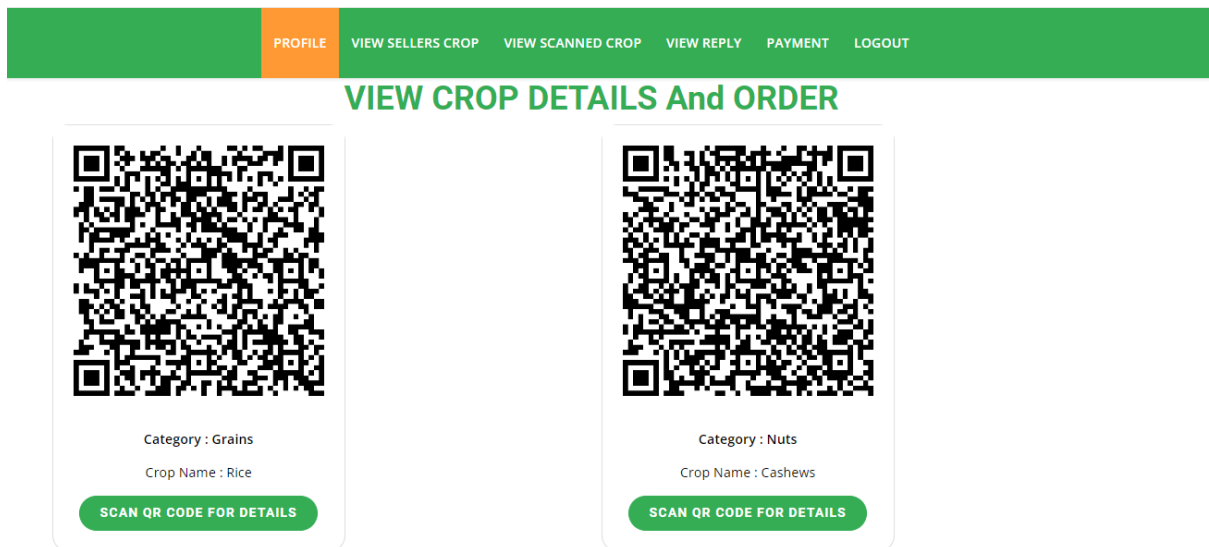 PROFILE VIEW SELLERS CROP VIEW SCANNED CROP VIEW REPLY PAYMENT LOGOUT
VIEW CROP DETAILS And ORDER
Category : Grains
Crop Name : Rice
SCAN QR CODE FOR DETAILS
Category : Nuts
Crop Name : Cashews
SCAN QR CODE FOR DETAILS